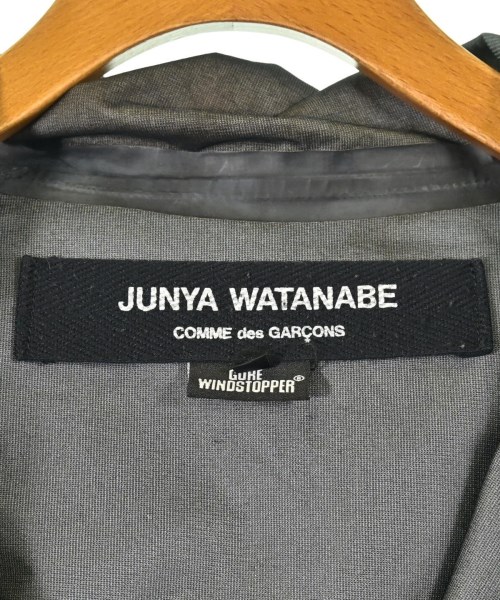 JUNYA WATANABE
COMME des GARÇONS
GORE
WINDSTOPPER®